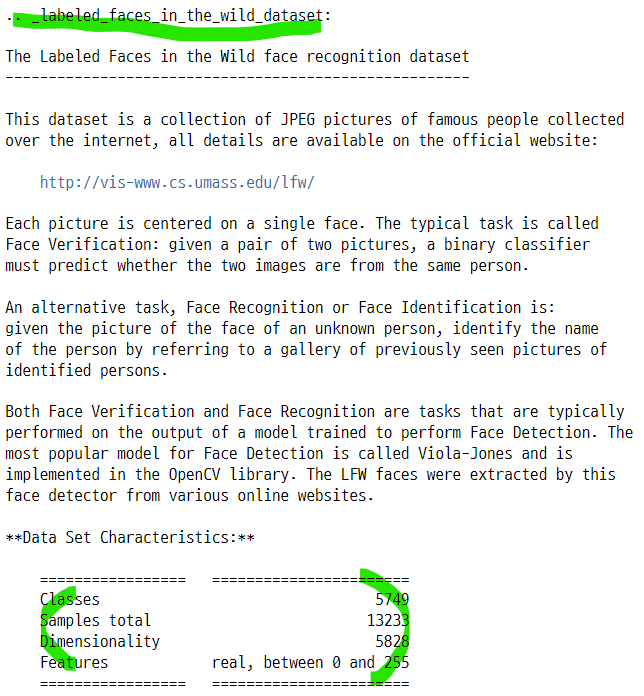 .. _labeled_faces_in_the_wild_dataset:
The Labeled Faces in the Wild face recognition dataset
------------------------------------------------------
This dataset is a collection of JPEG pictures of famous people collected
over the internet, all details are available on the official website:
http://vis-www.cs.umass.edu/lfw/
Each picture is centered on a single face. The typical task is called
Face Verification: given a pair of two pictures, a binary classifier
must predict whether the two images are from the same person.
An alternative task, Face Recognition or Face Identification is:
given the picture of the face of an unknown person, identify the name
of the person by referring to a gallery of previously seen pictures of
identified persons.
Both Face Verification and Face Recognition are tasks that are typically
performed on the output of a model trained to perform Face Detection. The
most popular model for Face Detection is called Viola-Jones and is
implemented in the OpenCV library. The LFW faces were extracted by this
face detector from various online websites.
**Data Set Characteristics:**
================= =======================
Classes 5749
Samples total 13233
Dimensionality 5828
Features real, between 0 and 255
================= =======================